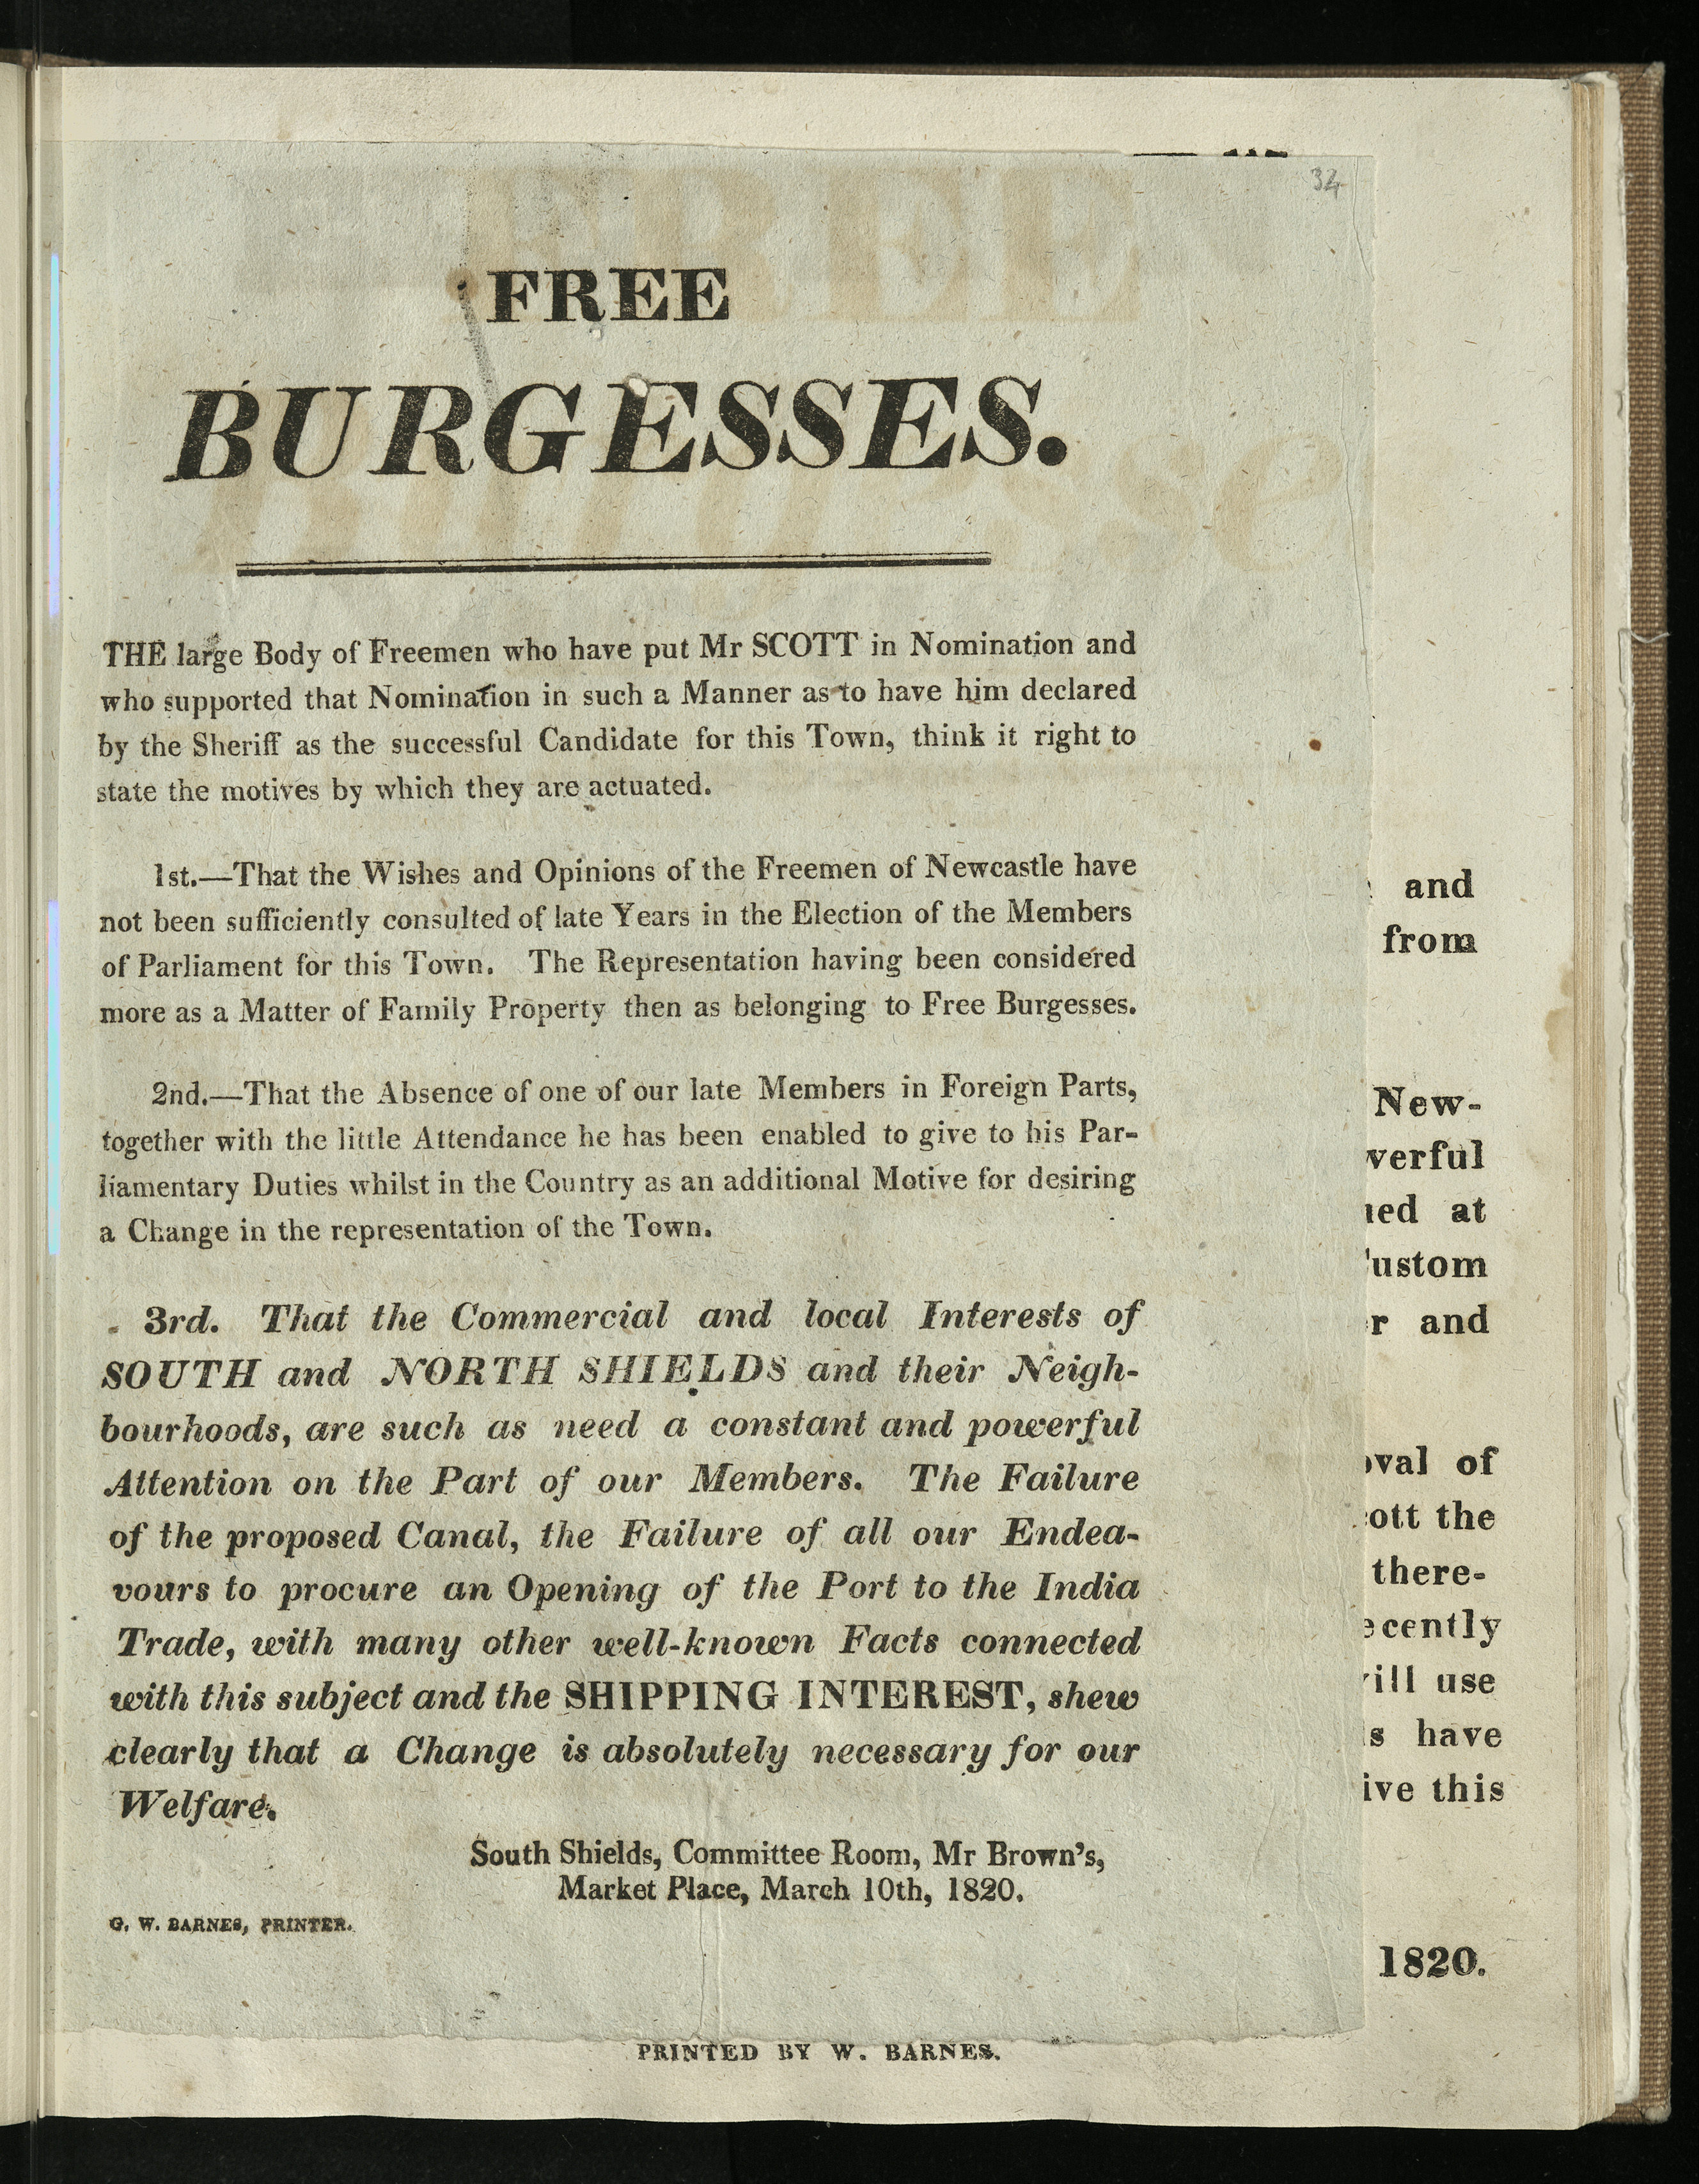 34
FREE
BURGESSES.
THE large Body of Freemen who have put Mr SCOTT in Nomination and
who supported that Nomination in such a Manner as to have him declared
by the Sheriff as the successful Candidate for this Town, think it right to
state the motives by which they are actuated.
1st.—That the Wishes and Opinions of the Freemen of Newcastle have
not been sufficiently consulted of late Years in the Election of the Members
of Parliament for this Town. The Representation having been considered
more as a Matter of Family Property then as belonging to Free Burgesses.
2nd.—That the Absence of one of our late Members in Foreign Parts,
together with the little Attendance he has been enabled to give to his Par-
liamentary Duties whilst in the Country as an additional Motive for desiring
a Change in the representation of the Town.
3rd. That the Commercial and local Interests of
SOUTH and NORTH SHIELDS and their Neigh-
bourhoods, are such as need a constant and powerful
Attention on the Part of our Members. The Failure
of the proposed Canal, the Failure of all our Endea-
vours to procure an Opening of the Port to the India
Trade, with many other well-known Facts connected
with this subject and the SHIPPING INTEREST, shew
clearly that a Change is absolutely necessary for our
Welfare.
South Shields, Committee Room, Mr Brown's,
Market Place, March 10th, 1820.
G. W. BARNES, PRINTER.
and
from
New-
verful
ed at
ustom
r and
val of
ott the
there-
ecently
ill use
s have
ive this
1820.
PRINTED BY W. BARNES.